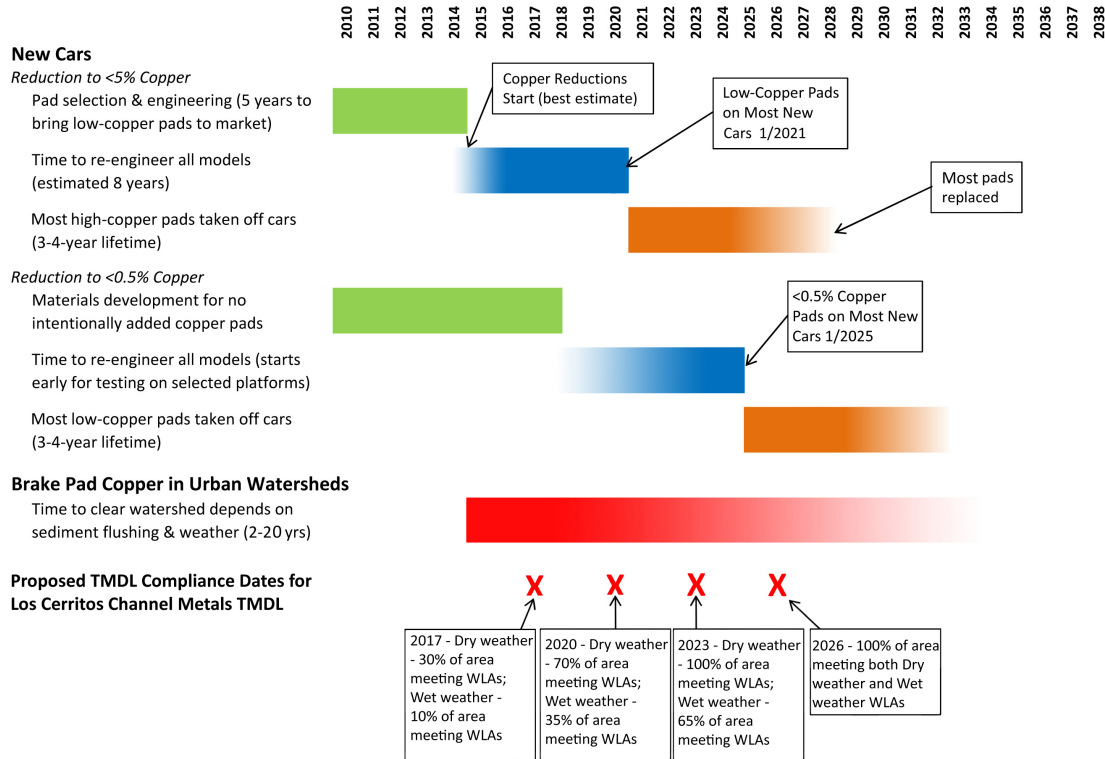 2010 2011 2012 2013 2014 2015 2016 2017 2018 2019 2020 2021 2022 2023 2024 2025 2026 2027 2028 2029 2030 2031 2032 2034 2034 2035 2036 2037 2038
New Cars
Reduction to <5% Copper
Pad selection & engineering (5 years to
bring low-copper pads to market)
Copper Reductions
Start (best estimate)
Low-Copper Pads
on Most New
Cars 1/2021
Time to re-engineer all models
(estimated 8 years)
Most pads
replaced
Most high-copper pads taken off cars
(3-4-year lifetime)
Reduction to <0.5% Copper
Materials development for no
intentionally added copper pads
<0.5% Copper
Pads on Most New
Cars 1/2025
Time to re-engineer all models (starts
early for testing on selected platforms)
Most low-copper pads taken off cars
(3-4-year lifetime)
Brake Pad Copper in Urban Watersheds
Time to clear watershed depends on
sediment flushing & weather (2-20 yrs)
Proposed TMDL Compliance Dates for
Los Cerritos Channel Metals TMDL
X X X X
2017 - Dry weather
- 30% of area
meeting WLAs;
Wet weather -
10% of area
meeting WLAs
2020 - Dry weather
- 70% of area
meeting WLAs;
Wet weather -
35% of area
meeting WLAs
2023 - Dry weather
- 100% of area
meeting WLAs;
Wet weather -
65% of area
meeting WLAs
2026 - 100% of area
meeting both Dry
weather and Wet
weather WLAs